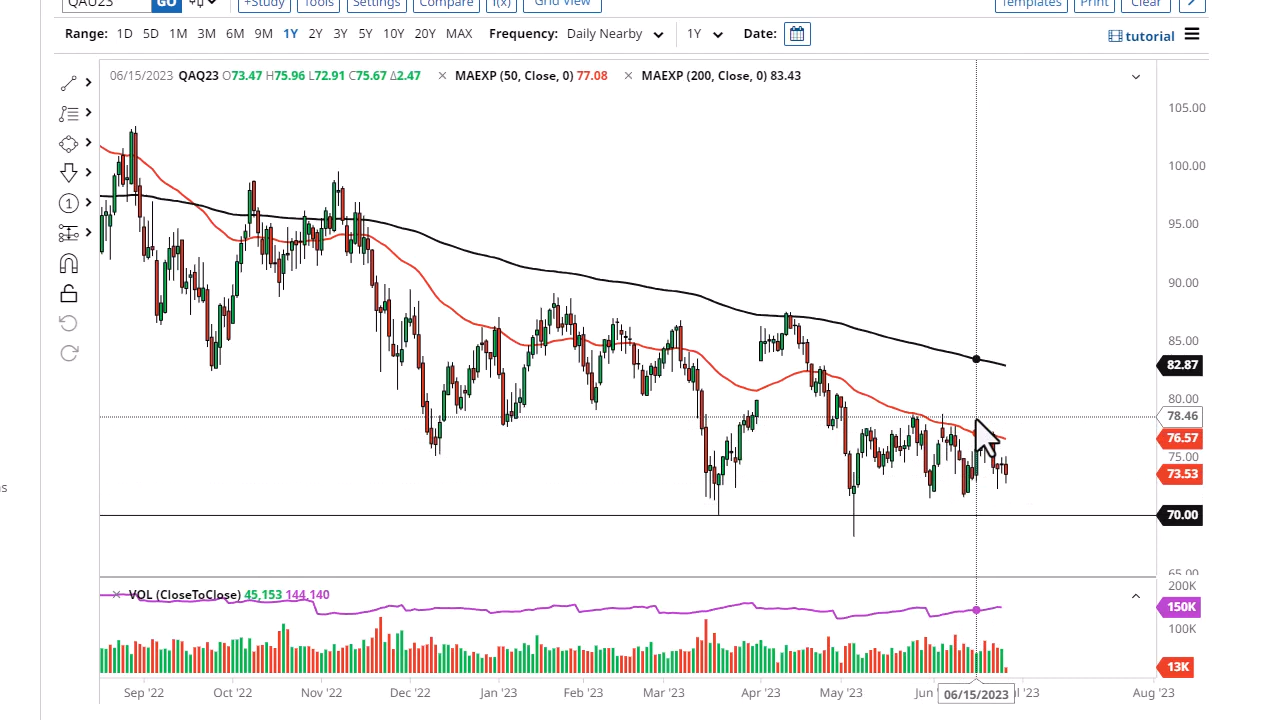 QAU23 GO +Study Tools Settings Compare f(x) Grid View Templates Print Clear
Range: 1D 5D 1M 3M 6M 9M 1Y 2Y 3Y 5Y 10Y 20Y MAX Frequency: Daily Nearby 1Y Date: tutorial
06/15/2023 QAQ23 O73.47 H75.96 L72.91 C75.67 Δ2.47 × MAEXP (50, Close, 0) 77.08 × MAEXP (200, Close, 0) 83.43
105.00
100.00
95.00
90.00
85.00
82.87
80.00
78.46
76.57
75.00
73.53
70.00
65.00
1
ns
× VOL (CloseToClose) 45,153 144,140
200K
150K
100K
13K
Sep '22 Oct '22 Nov '22 Dec '22 Jan '23 Feb '23 Mar '23 Apr '23 May '23 Jun 06/15/2023 '23 Aug '23